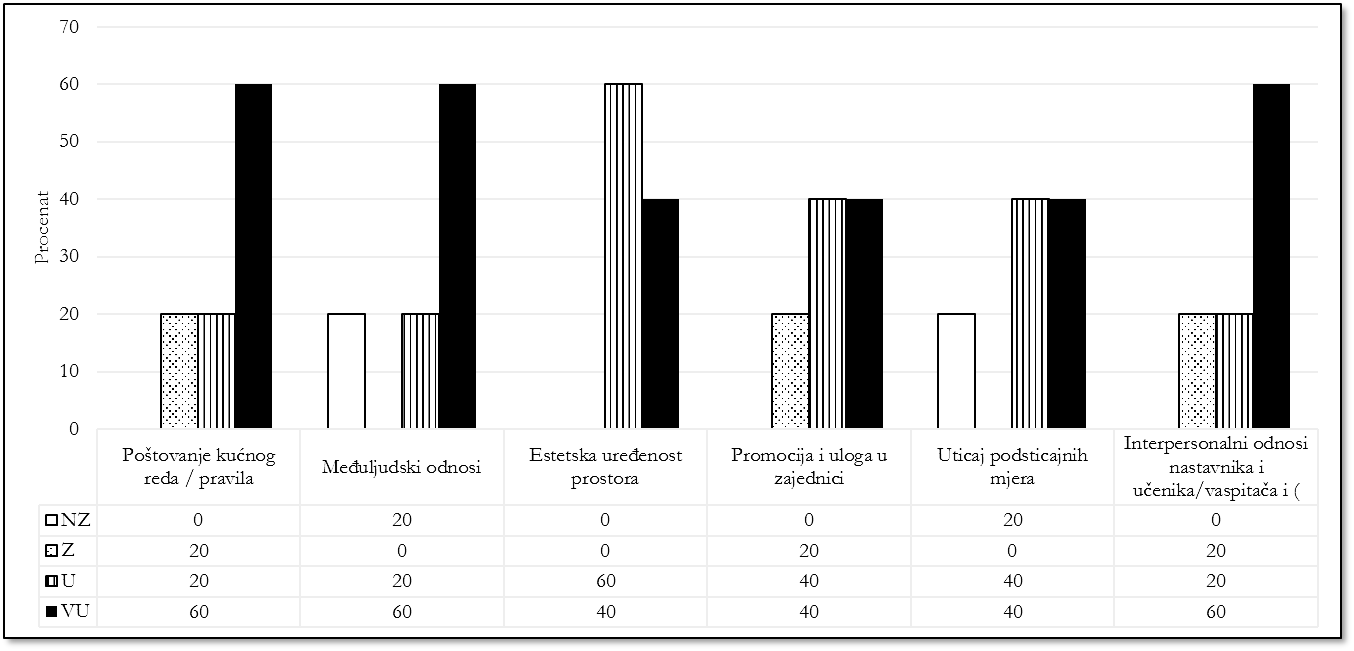 70
60
50
40
30
20
10
0
Procenat
Poštovanje kućnog
reda / pravila
Međuljudski odnosi
Estetska uređenost
prostora
Promocija i uloga u
zajednici
Uticaj podsticajnih
mjera
Interpersonalni odnosi
nastavnika i
učenika/vaspitača i (
NZ 0 20 0 0 20 0
Z 20 0 0 20 0 20
U 20 20 60 40 40 20
VU 60 60 40 40 40 60